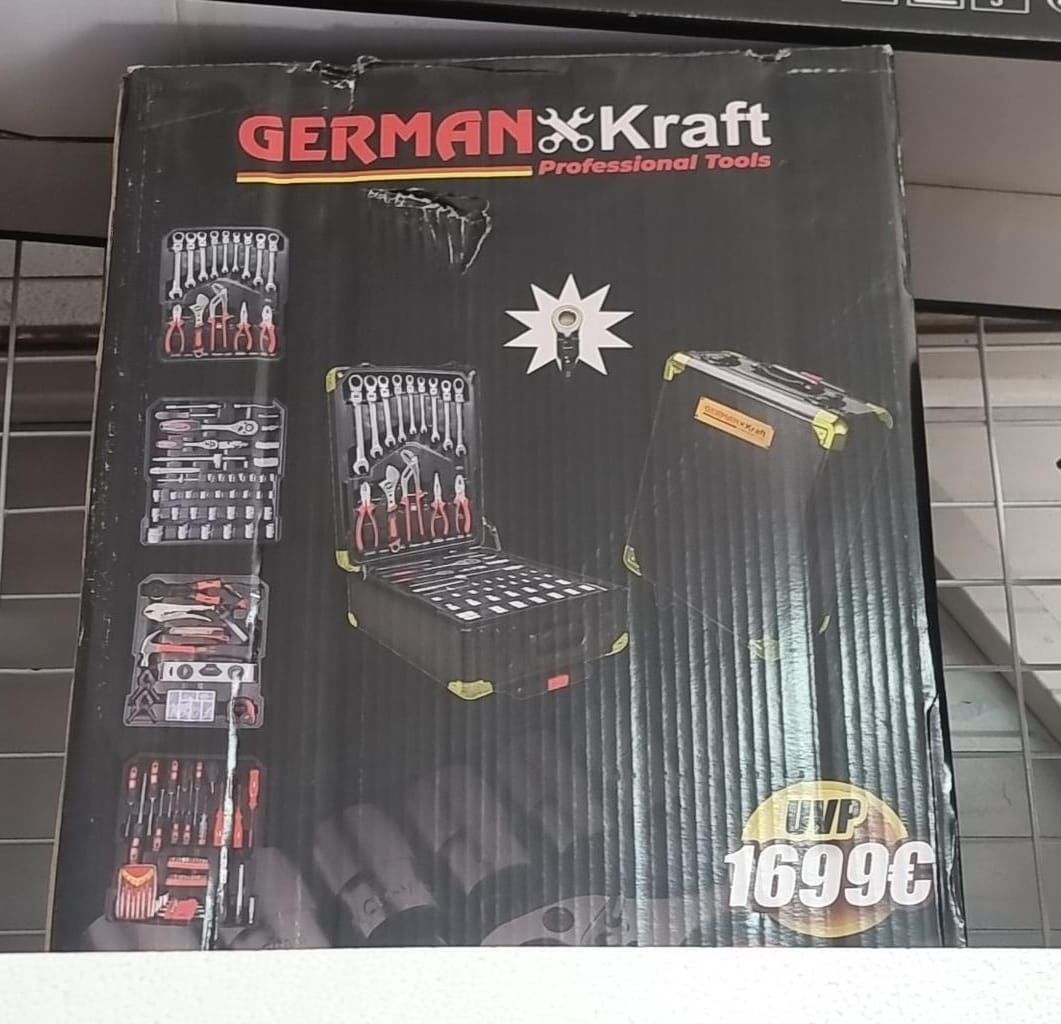 GERMAN Kraft
Professional Tools
GERMAN Kraft
UVP
1699€